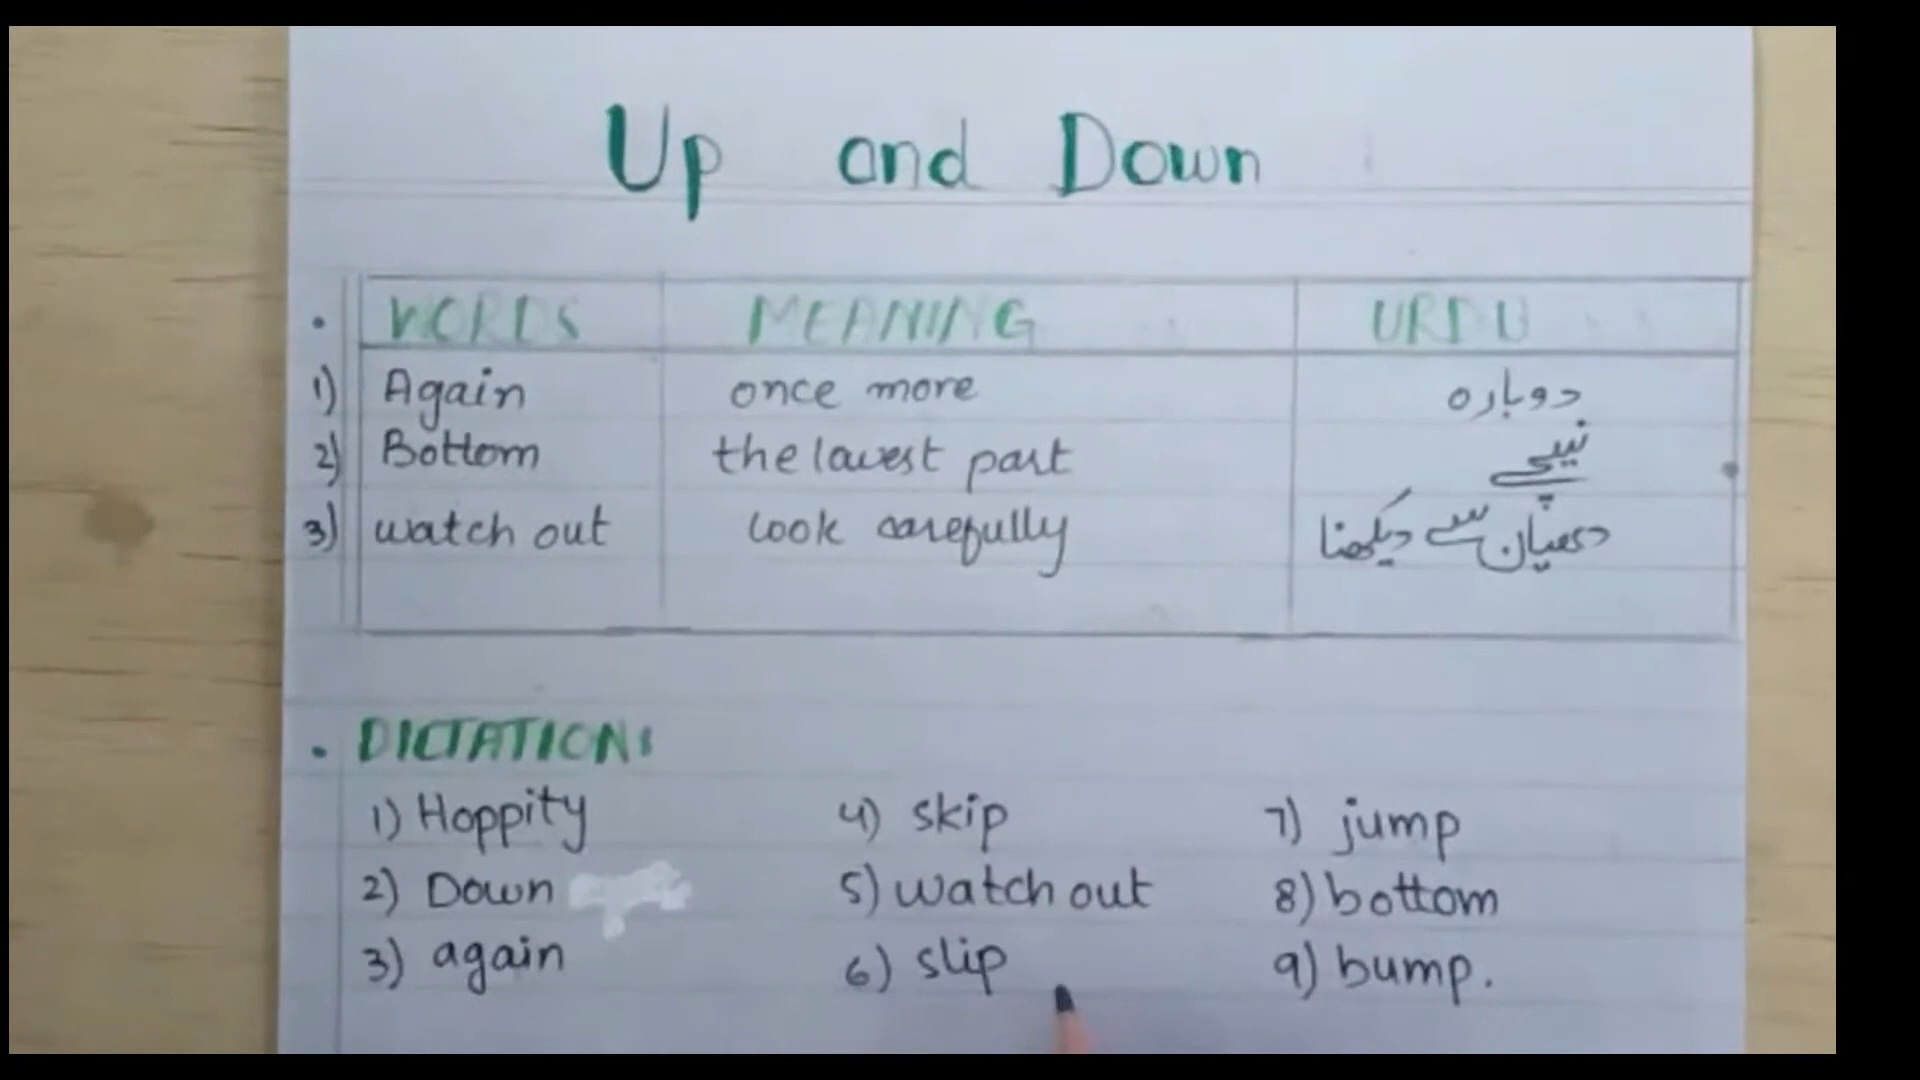 Up and Down
. WORDS MEANING URDU
1) Again once more دوبارہ
2) Bottom the lowest part نیچے
3) watch out look carefully دھیان سے دیکھنا
. DICTATION:
1) Hoppity 4) skip 7) jump
2) Down 5) watch out 8) bottom
3) again 6) slip 9) bump.